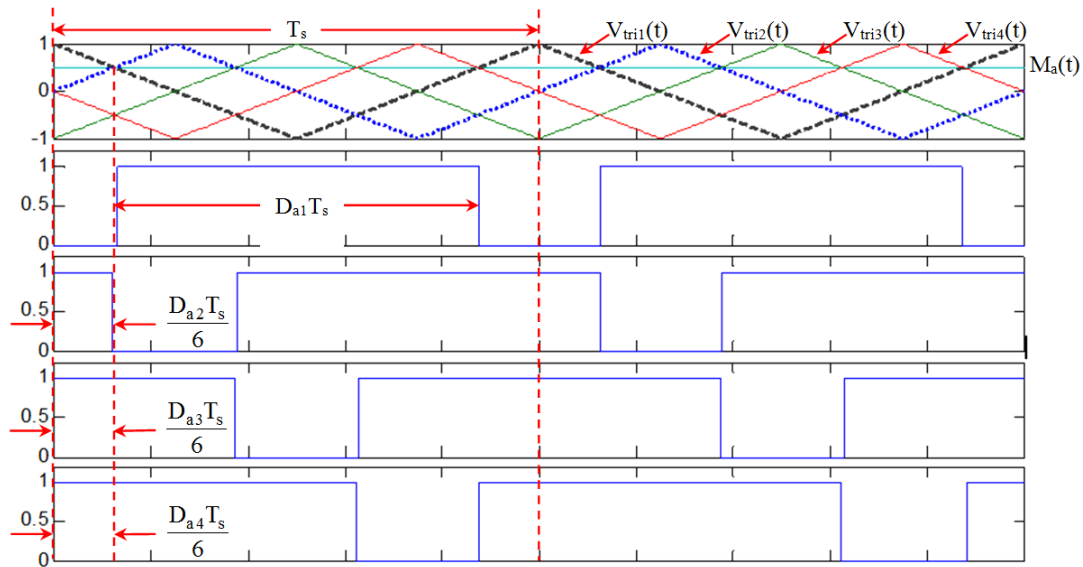 Ts
Vtri1(t)
Vtri2(t)
Vtri3(t)
Vtri4(t)
1
0
-1
Ma(t)
1
0.5
0
Da1Ts
1
0.5
0
Da2Ts
6
1
0.5
0
Da3Ts
6
1
0.5
0
Da4Ts
6